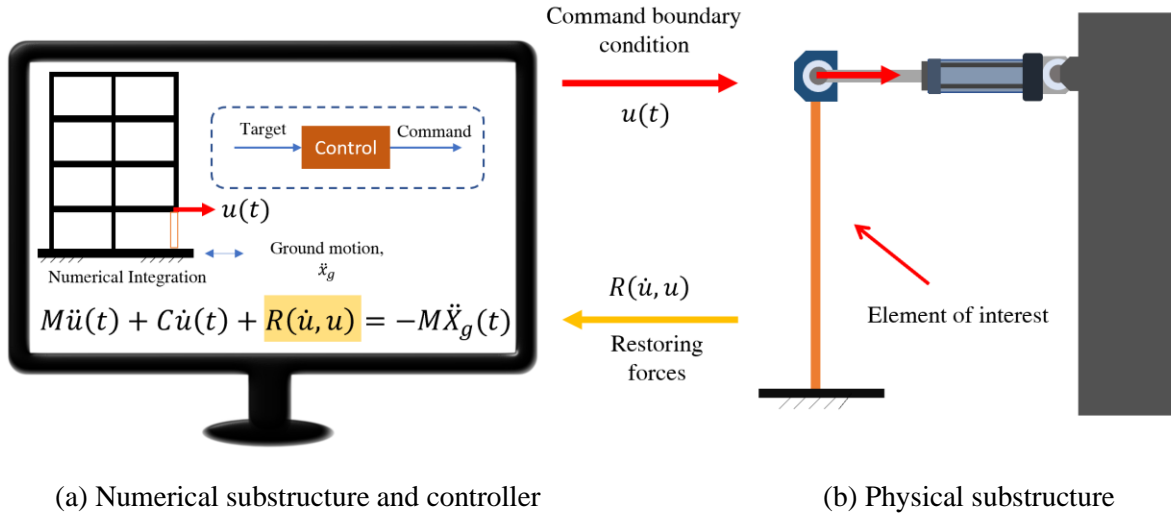 Target
Command
Control
u(t)
Ground motion,
ẍ_g
Numerical Integration
Mü(t) + Cu̇(t) + R(u̇, u) = −MẌ_g(t)
Command boundary
condition
u(t)
R(u̇, u)
Restoring
forces
Element of interest
(a) Numerical substructure and controller
(b) Physical substructure